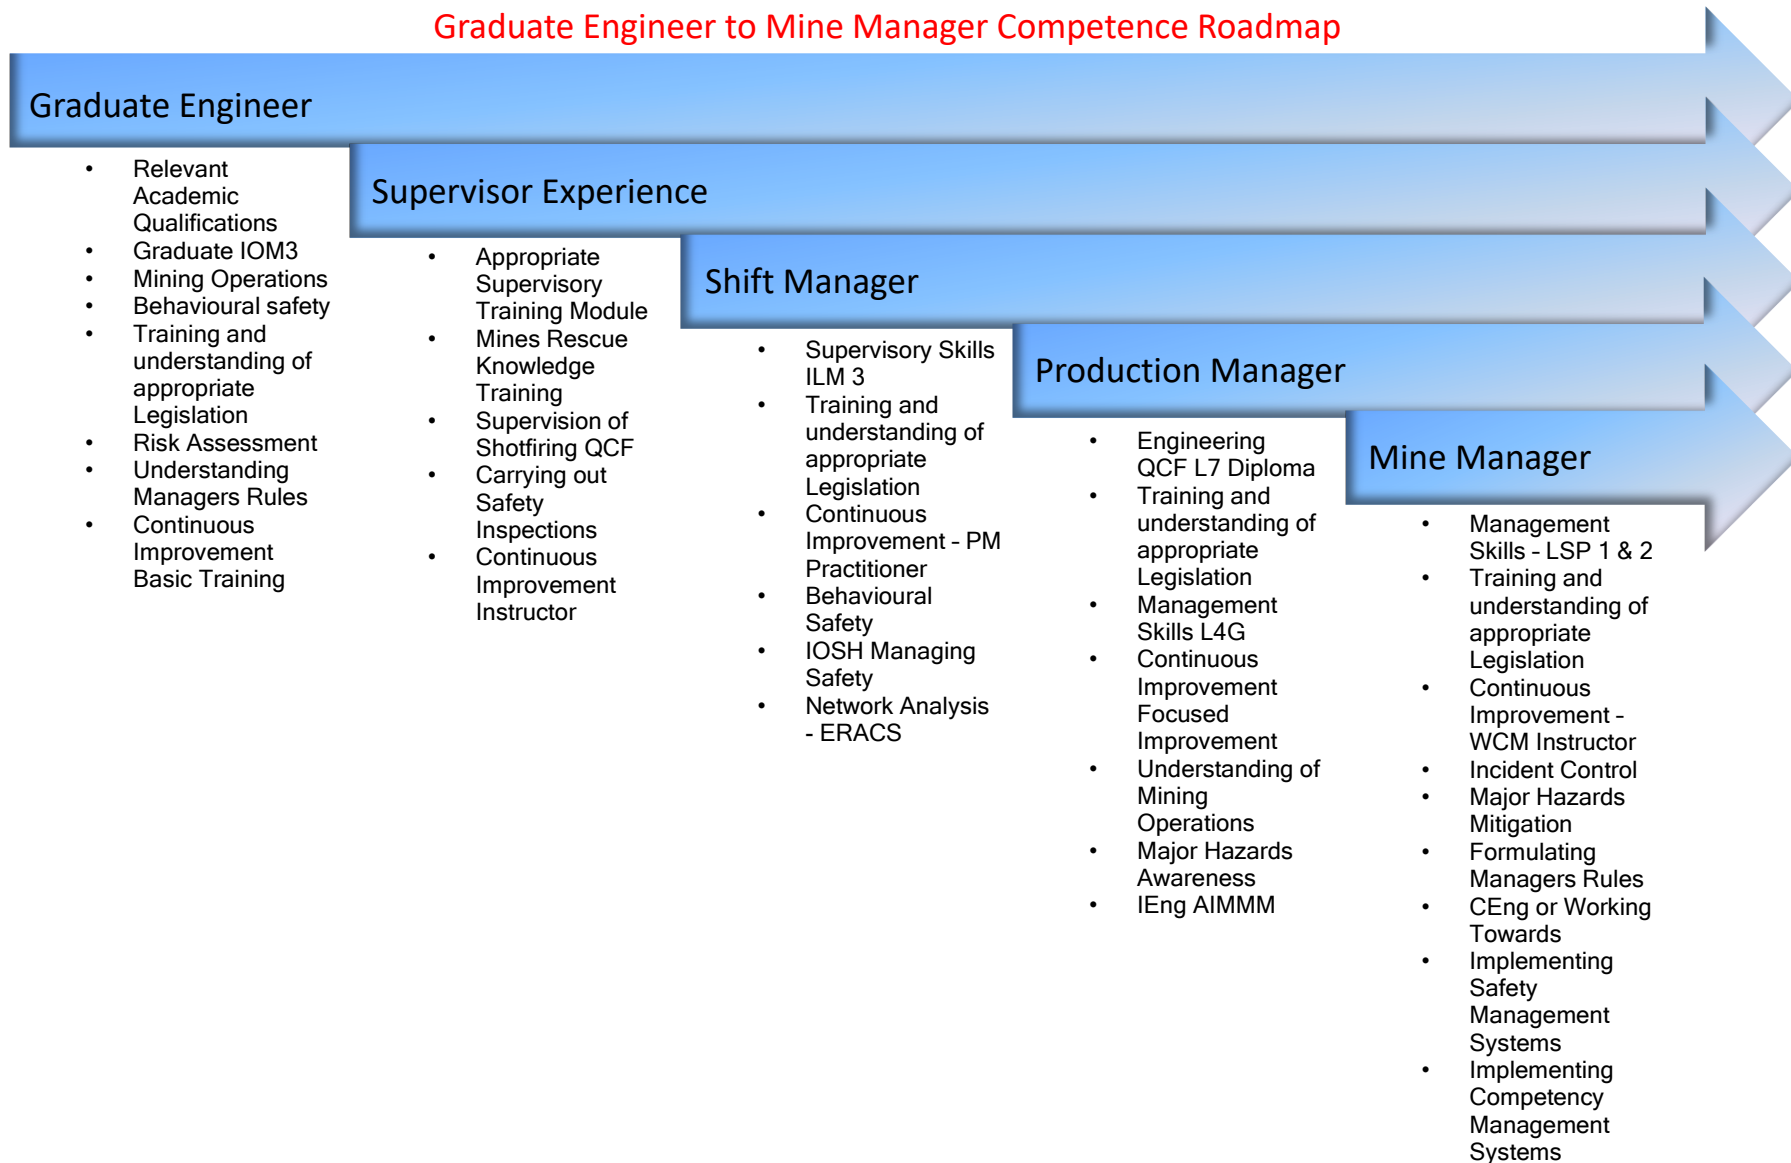 Graduate Engineer to Mine Manager Competence Roadmap
Graduate Engineer
• Relevant
Academic
Qualifications
• Graduate IOM3
• Mining Operations
• Behavioural safety
• Training and
understanding of
appropriate
Legislation
• Risk Assessment
• Understanding
Managers Rules
• Continuous
Improvement
Basic Training
Supervisor Experience
• Appropriate
Supervisory
Training Module
• Mines Rescue
Knowledge
Training
• Supervision of
Shotfiring QCF
• Carrying out
Safety
Inspections
• Continuous
Improvement
Instructor
Shift Manager
• Supervisory Skills
ILM 3
• Training and
understanding of
appropriate
Legislation
• Continuous
Improvement – PM
Practitioner
• Behavioural
Safety
• IOSH Managing
Safety
• Network Analysis
- ERACS
Production Manager
• Engineering
QCF L7 Diploma
• Training and
understanding of
appropriate
Legislation
• Management
Skills L4G
• Continuous
Improvement
Focused
Improvement
• Understanding of
Mining
Operations
• Major Hazards
Awareness
• IEng AIMMM
Mine Manager
• Management
Skills – LSP 1 & 2
• Training and
understanding of
appropriate
Legislation
• Continuous
Improvement –
WCM Instructor
• Incident Control
• Major Hazards
Mitigation
• Formulating
Managers Rules
• CEng or Working
Towards
• Implementing
Safety
Management
Systems
• Implementing
Competency
Management
Systems